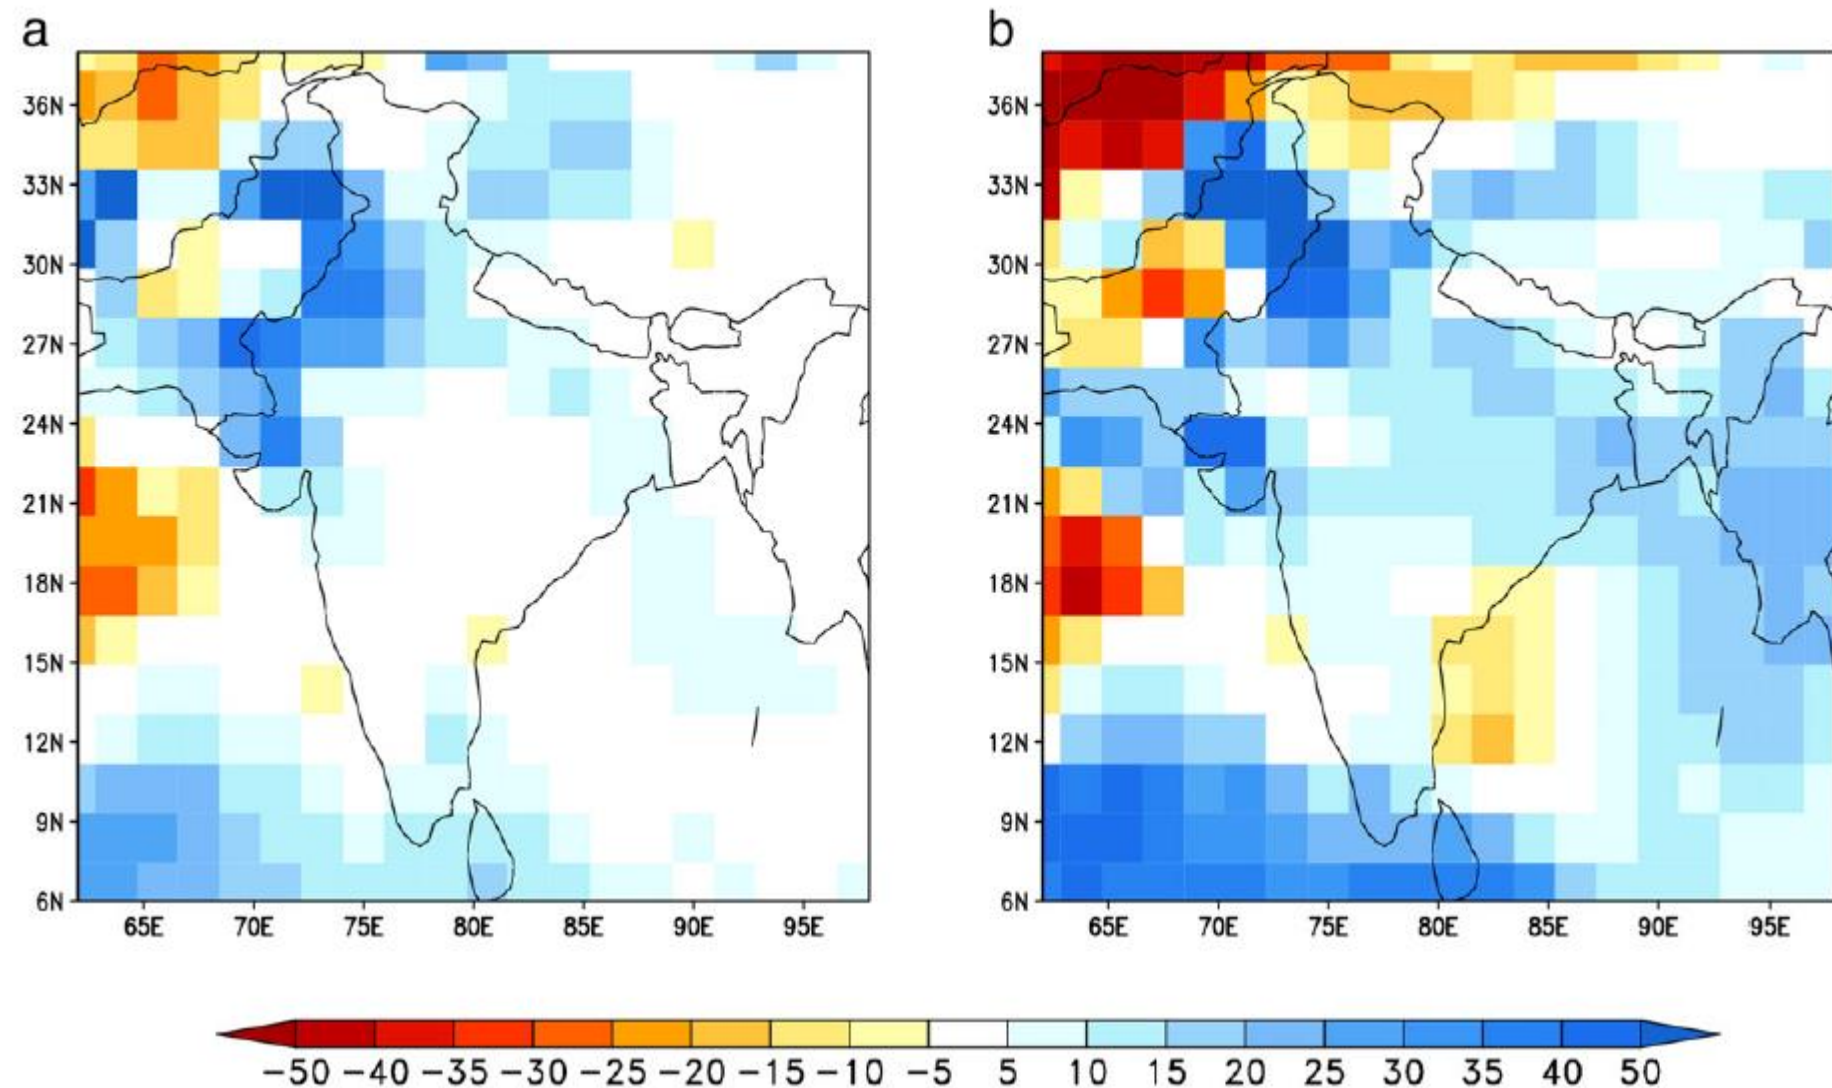 a b
36N 36N
33N 33N
30N 30N
27N 27N
24N 24N
21N 21N
18N 18N
15N 15N
12N 12N
9N 9N
6N 6N
65E 70E 75E 80E 85E 90E 95E 65E 70E 75E 80E 85E 90E 95E
−50 −40 −35 −30 −25 −20 −15 −10 −5 5 10 15 20 25 30 35 40 50